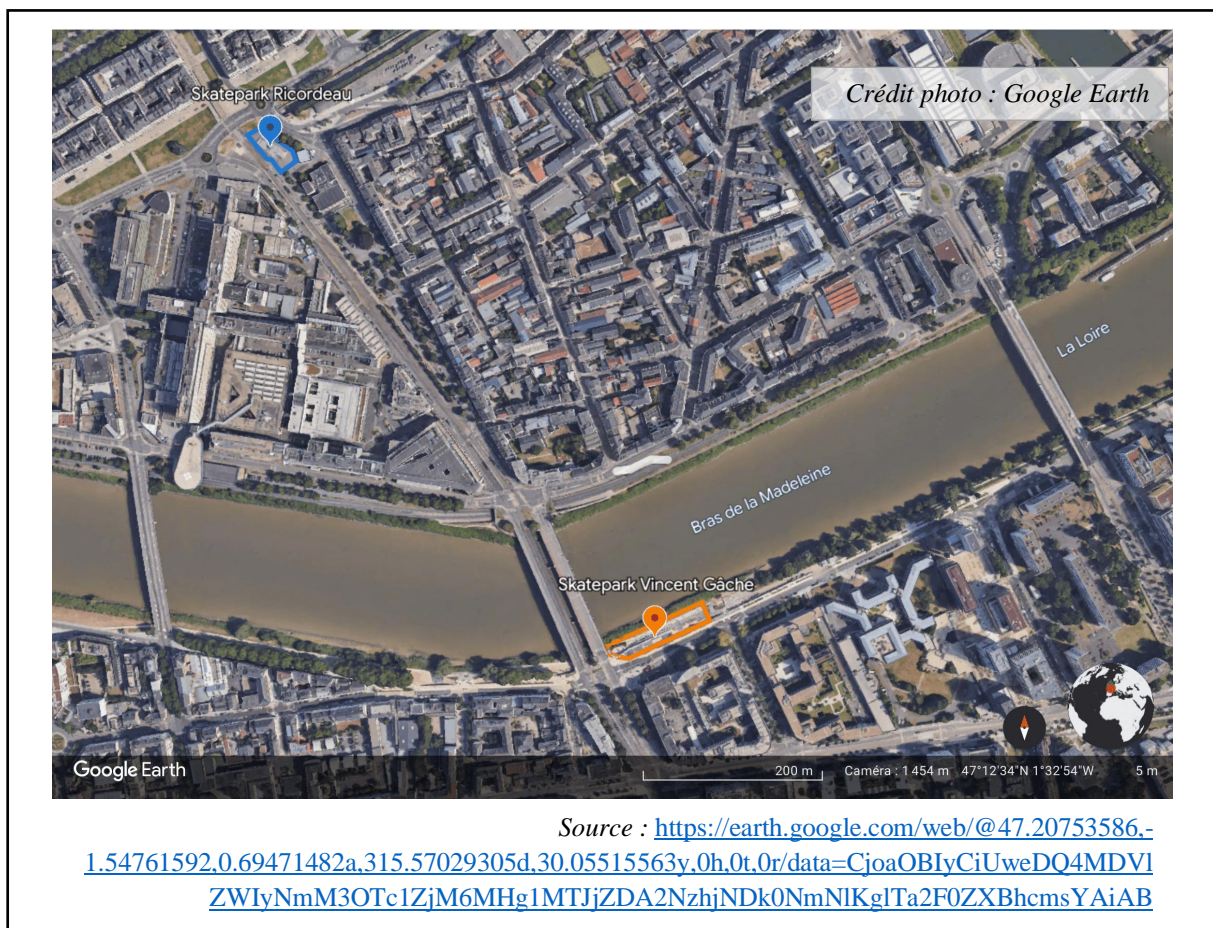 Skatepark Ricordeau
Crédit photo : Google Earth
La Loire
Bras de la Madeleine
Skatepark Vincent Gâche
Google Earth
200 m
Caméra : 1 454 m 47°12'34"N 1°32'54"W
5 m
Source : https://earth.google.com/web/@47.20753586,-
1.54761592,0.69471482a,315.57029305d,30.05515563y,0h,0t,0r/data=CjoaOBIyCiUweDQ4MDVl
ZWIyNmM3OTc1ZjM6MHg1MTJjZDA2NzhjNDk0NmNlKglTa2F0ZXBhcmsYAiAB